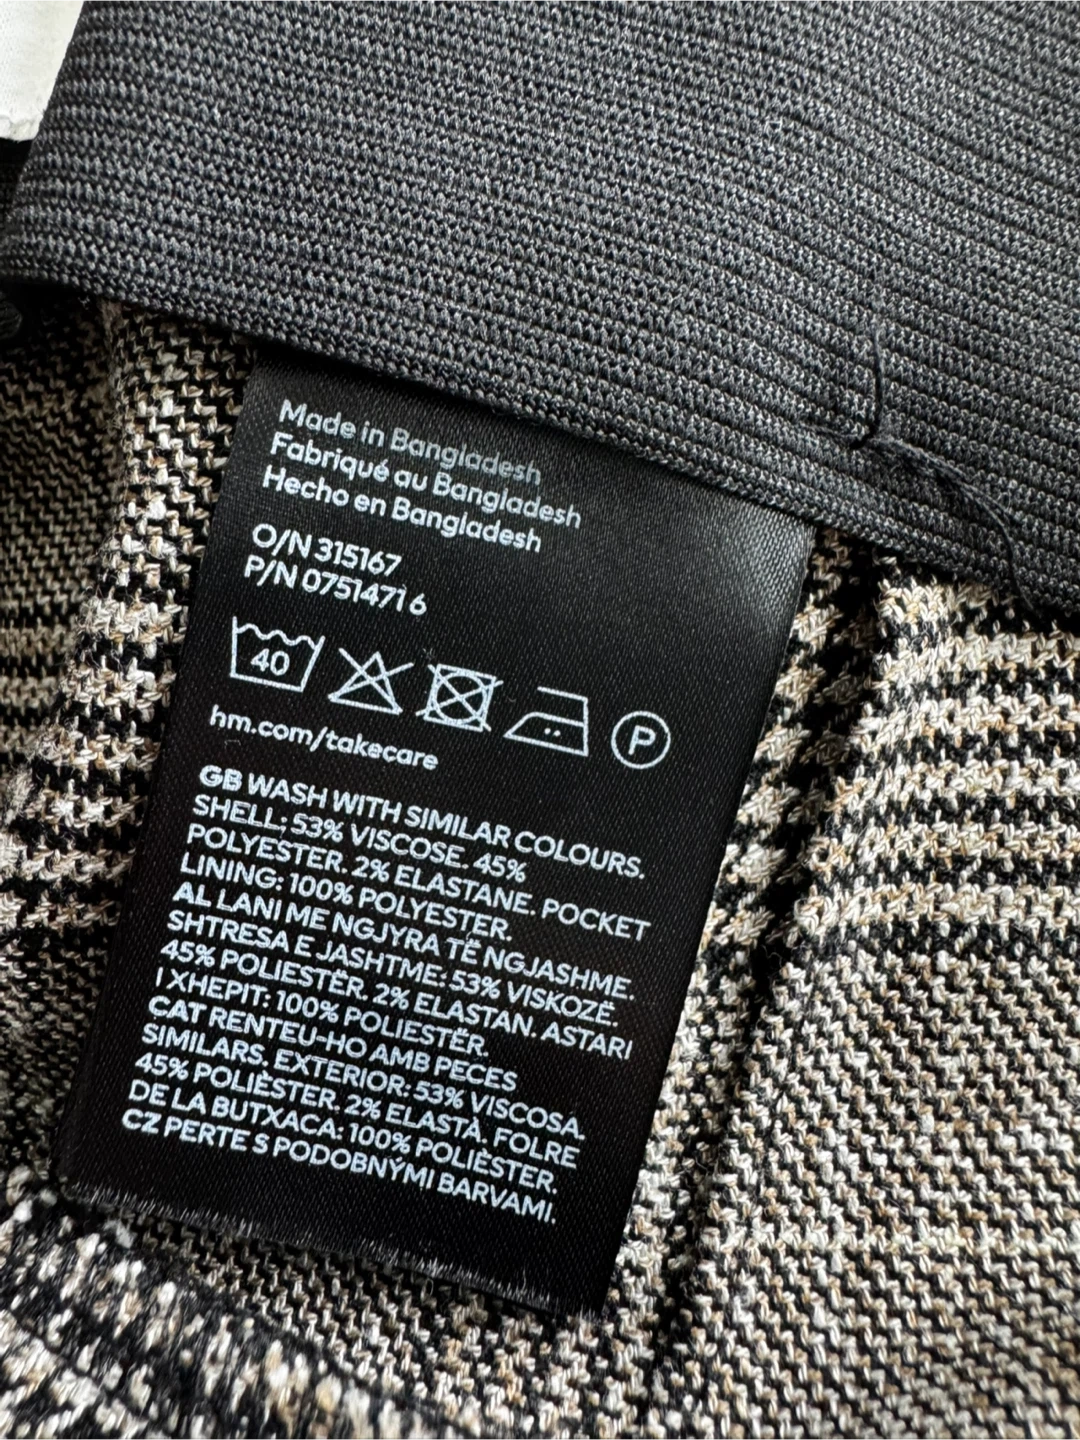 Made in Bangladesh
Fabriqué au Bangladesh
Hecho en Bangladesh
O/N 315167
P/N 0751471 6
40
P
hm.com/takecare
GB WASH WITH SIMILAR COLOURS.
SHELL: 53% VISCOSE. 45%
POLYESTER. 2% ELASTANE. POCKET
LINING: 100% POLYESTER.
AL LANI ME NGJYRA TË NGJASHME.
SHTRESA E JASHTME: 53% VISKOZË.
45% POLIESTËR. 2% ELASTAN. ASTARI
I XHEPIT: 100% POLIESTËR.
CAT RENTEU-HO AMB PECES
SIMILARS. EXTERIOR: 53% VISCOSA.
45% POLIÈSTER. 2% ELASTÀ. FOLRE
DE LA BUTXACA: 100% POLIÈSTER.
CZ PERTE S PODOBNÝMI BARVAMI.